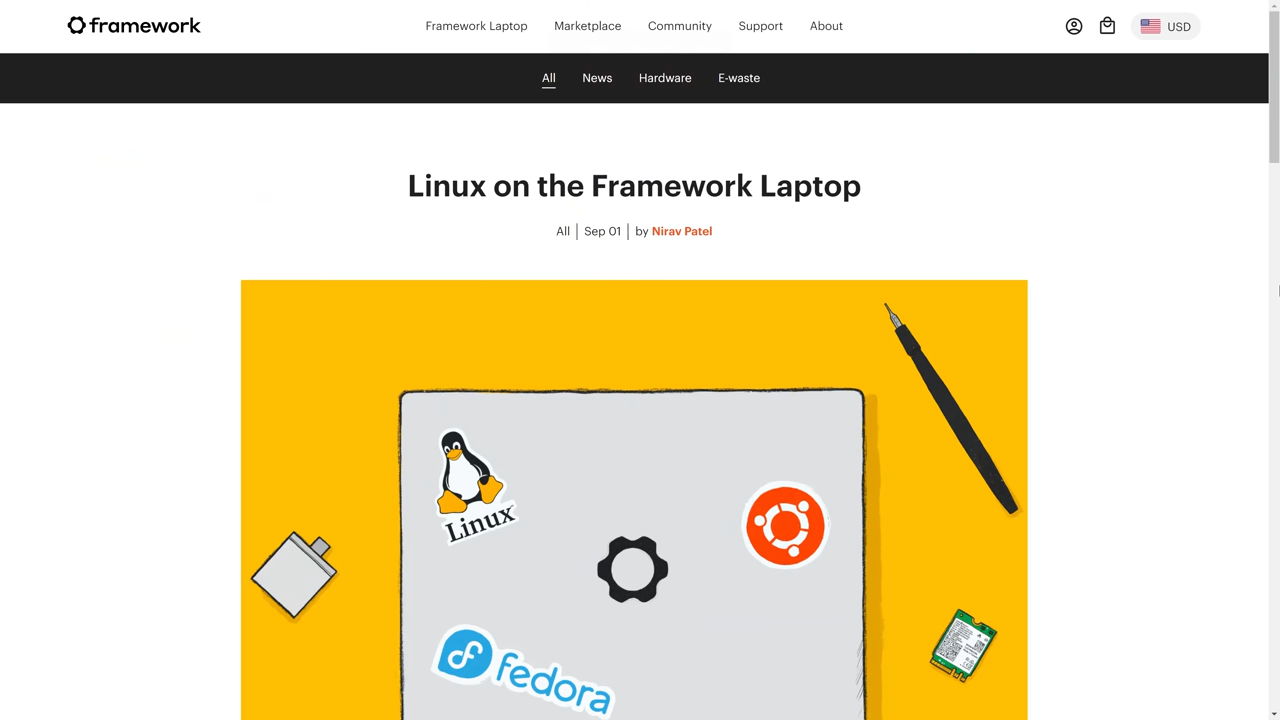 framework
Framework Laptop
Marketplace
Community
Support
About
USD
All
News
Hardware
E-waste
Linux on the Framework Laptop
All | Sep 01 | by Nirav Patel
Linux
fedora